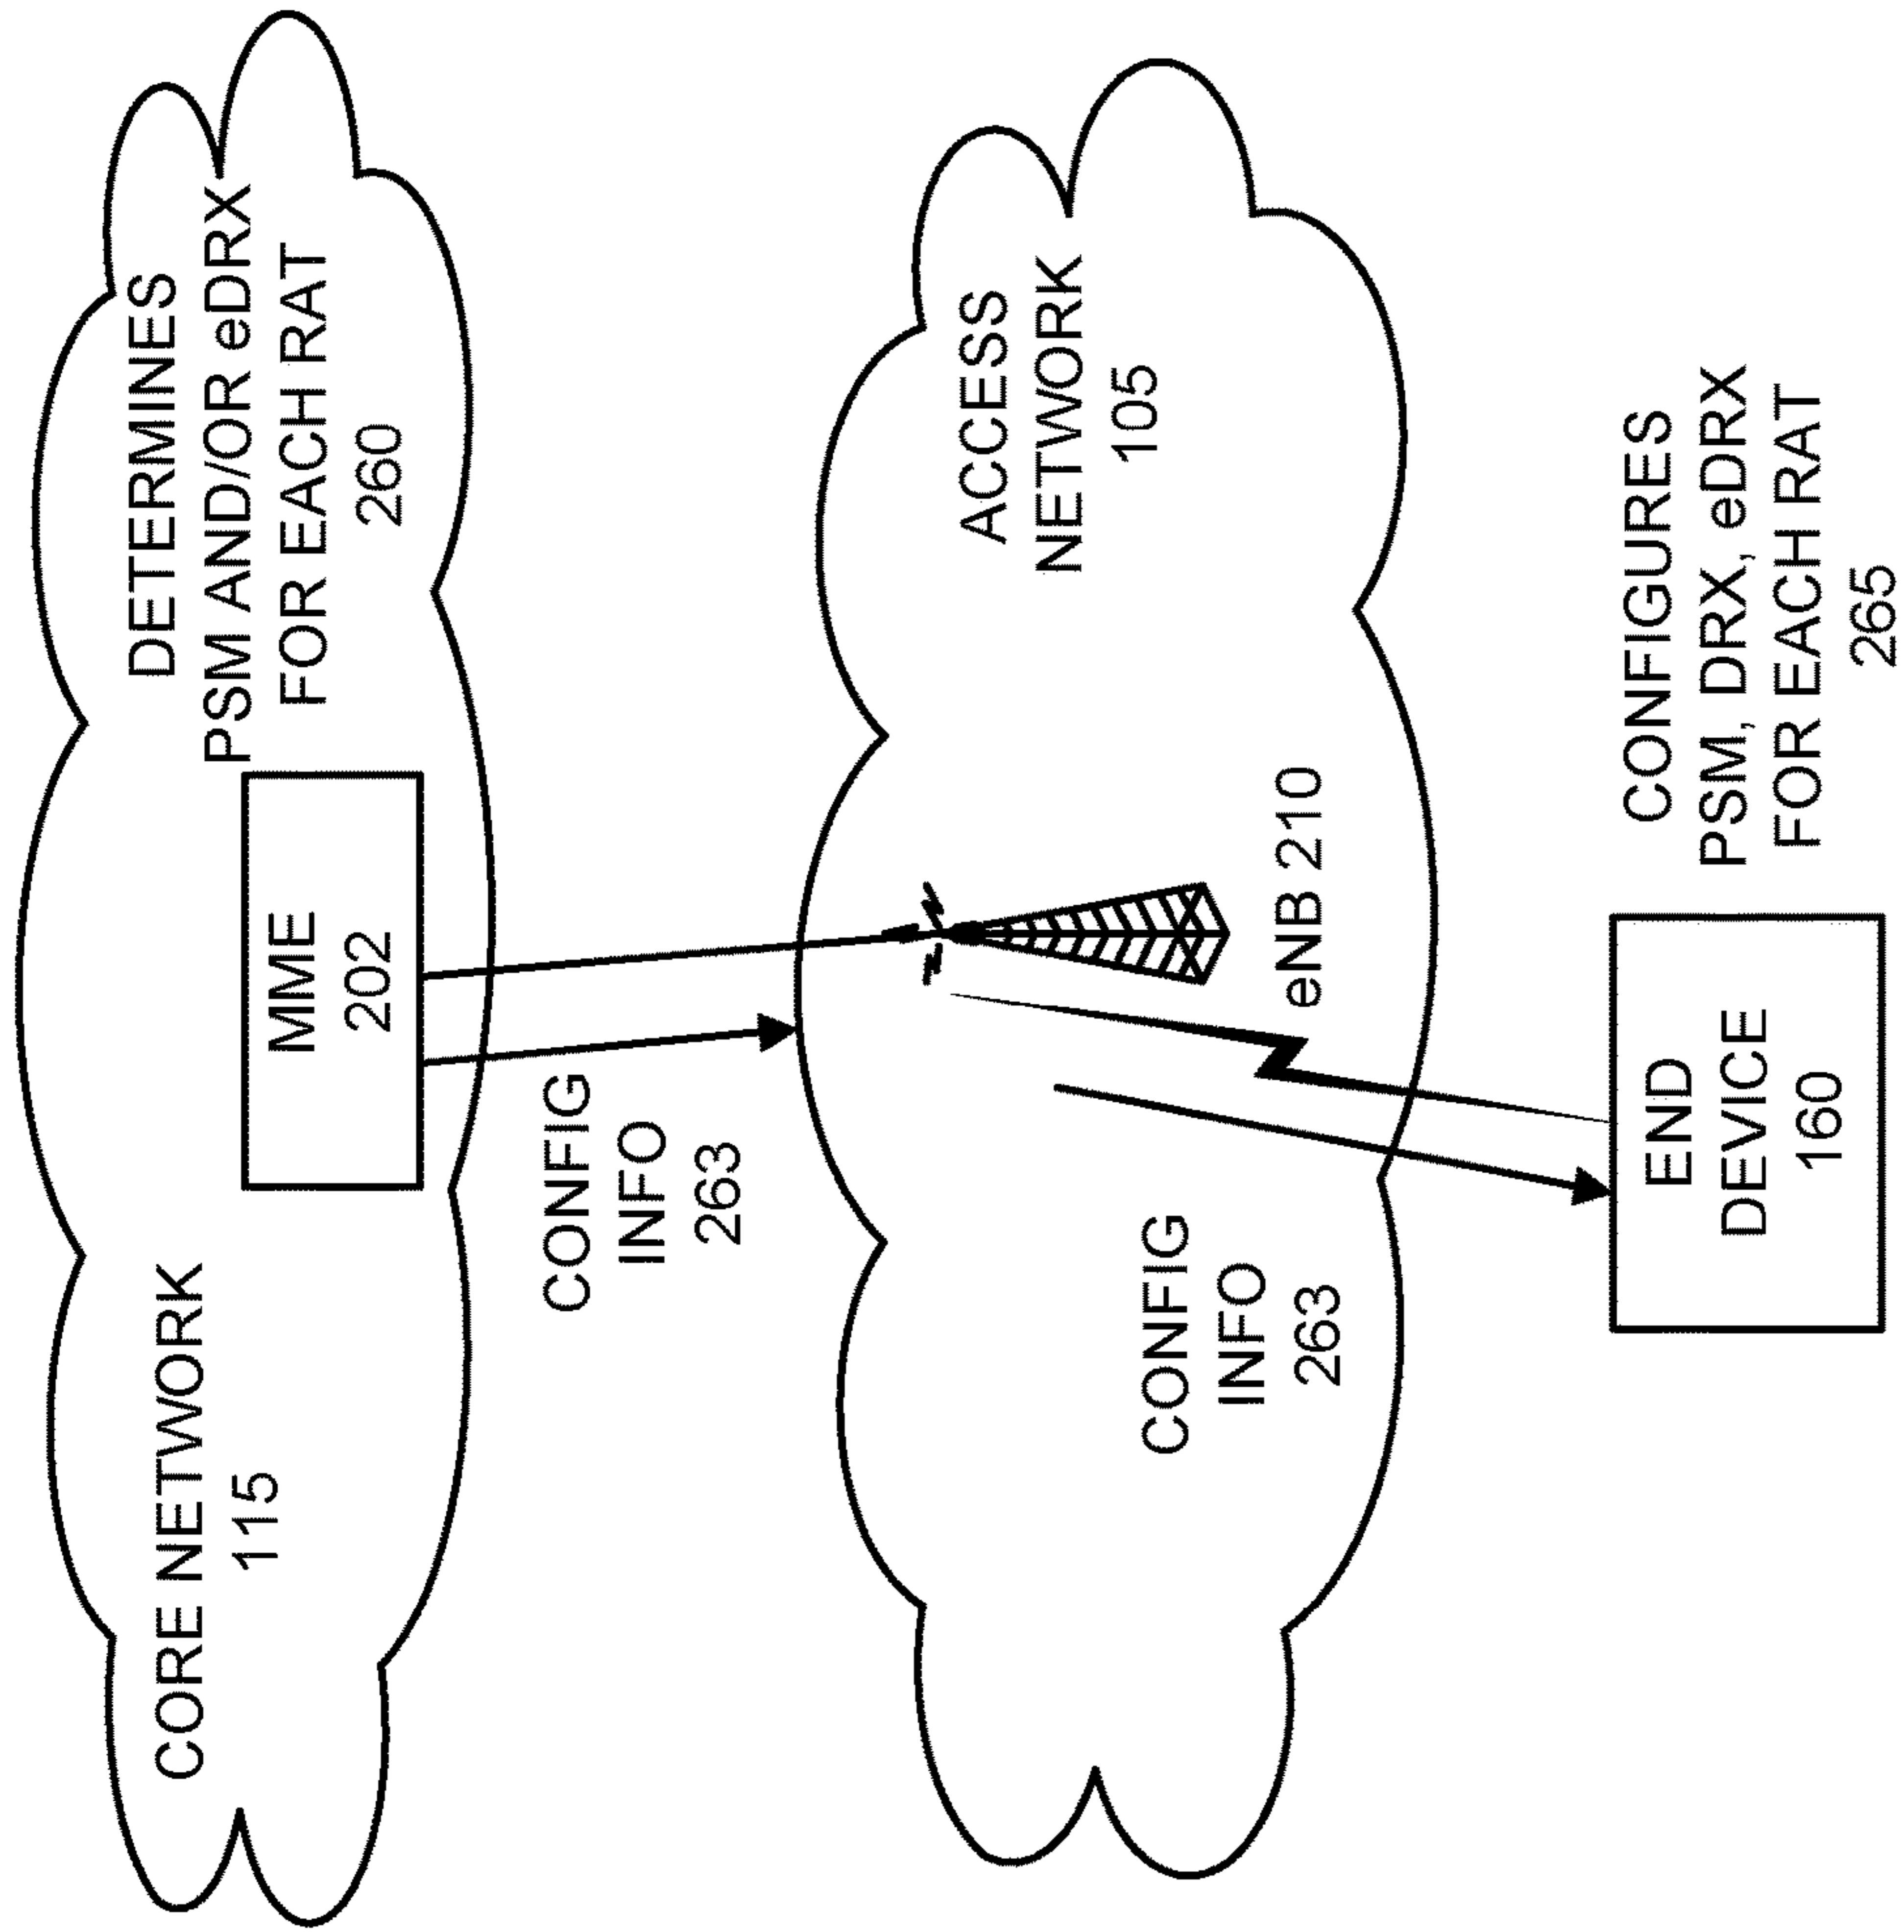 CORE NETWORK
115
MME
202
DETERMINES
PSM AND/OR eDRX
FOR EACH RAT
260
CONFIG
INFO
263
ACCESS
NETWORK
105
eNB 210
CONFIG
INFO
263
END
DEVICE
160
CONFIGURES
PSM, DRX, eDRX
FOR EACH RAT
265